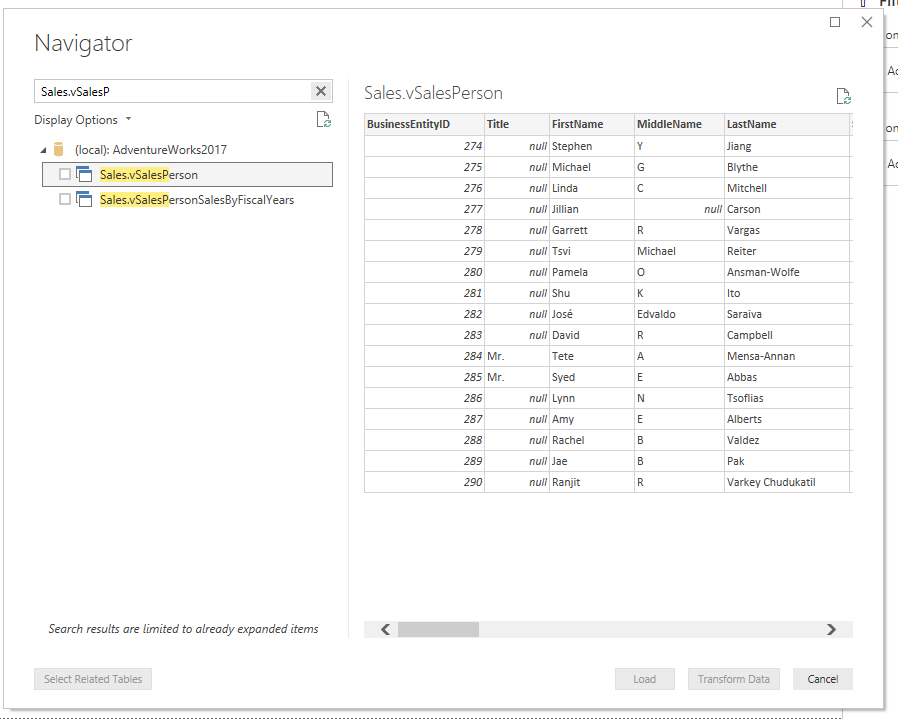 Navigator
Sales.vSalesP
Display Options
(local): AdventureWorks2017
Sales.vSalesPerson
Sales.vSalesPersonSalesByFiscalYears
Search results are limited to already expanded items
Select Related Tables
Sales.vSalesPerson
BusinessEntityID Title FirstName MiddleName LastName
274 null Stephen Y Jiang
275 null Michael G Blythe
276 null Linda C Mitchell
277 null Jillian null Carson
278 null Garrett R Vargas
279 null Tsvi Michael Reiter
280 null Pamela O Ansman-Wolfe
281 null Shu K Ito
282 null José Edvaldo Saraiva
283 null David R Campbell
284 Mr. Tete A Mensa-Annan
285 Mr. Syed E Abbas
286 null Lynn N Tsoflias
287 null Amy E Alberts
288 null Rachel B Valdez
289 null Jae B Pak
290 null Ranjit R Varkey Chudukatil
Load Transform Data Cancel